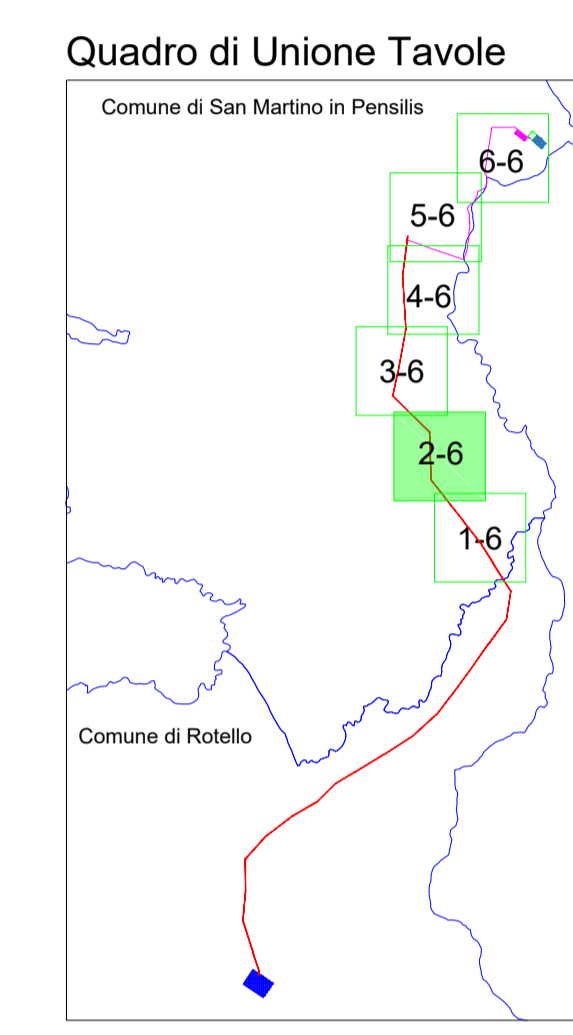 Quadro di Unione Tavole
Comune di San Martino in Pensilis
6-6
5-6
4-6
3-6
2-6
1-6
Comune di Rotello